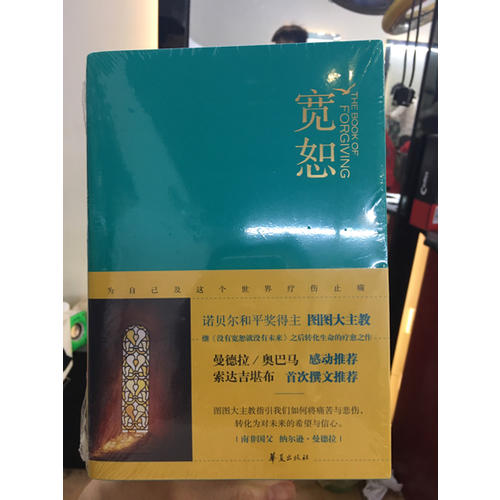 宽恕
THE BOOK OF
FORGIVING
为自己及这个世界疗伤止痛
诺贝尔和平奖得主 图图大主教
继《没有宽恕就没有未来》之后转化生命的疗愈之作
曼德拉/奥巴马 感动推荐
索达吉堪布 首次撰文推荐
图图大主教指引我们如何将痛苦与悲伤，
转化为对未来的希望与信心。
［南非国父 纳尔逊·曼德拉］
华夏出版社